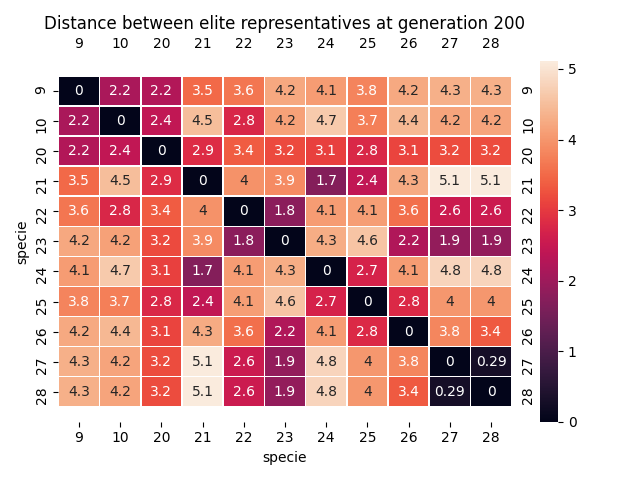 Distance between elite representatives at generation 200
9 10 20 21 22 23 24 25 26 27 28
9 0 2.2 2.2 3.5 3.6 4.2 4.1 3.8 4.2 4.3 4.3 9
10 2.2 0 2.4 4.5 2.8 4.2 4.7 3.7 4.4 4.2 4.2 10
20 2.2 2.4 0 2.9 3.4 3.2 3.1 2.8 3.1 3.2 3.2 20
21 3.5 4.5 2.9 0 4 3.9 1.7 2.4 4.3 5.1 5.1 21
22 3.6 2.8 3.4 4 0 1.8 4.1 4.1 3.6 2.6 2.6 22
23 4.2 4.2 3.2 3.9 1.8 0 4.3 4.6 2.2 1.9 1.9 23
24 4.1 4.7 3.1 1.7 4.1 4.3 0 2.7 4.1 4.8 4.8 24
25 3.8 3.7 2.8 2.4 4.1 4.6 2.7 0 2.8 4 4 25
26 4.2 4.4 3.1 4.3 3.6 2.2 4.1 2.8 0 3.8 3.4 26
27 4.3 4.2 3.2 5.1 2.6 1.9 4.8 4 3.8 0 0.29 27
28 4.3 4.2 3.2 5.1 2.6 1.9 4.8 4 3.4 0.29 0 28
9 10 20 21 22 23 24 25 26 27 28
specie
specie
5
4
3
2
1
0